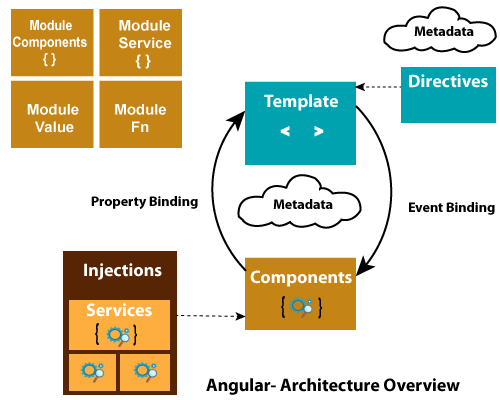 Module
Components
{ }
Module
Service
{ }
Module
Value
Module
Fn
Metadata
Directives
Template
< >
Property Binding
Metadata
Event Binding
Injections
Services
{ }
Components
{ }
Angular- Architecture Overview